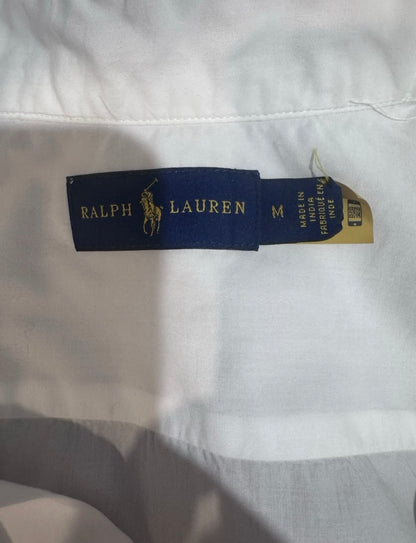 RALPH LAUREN
M
MADE IN
INDIA
FABRIQUÉ EN
INDE